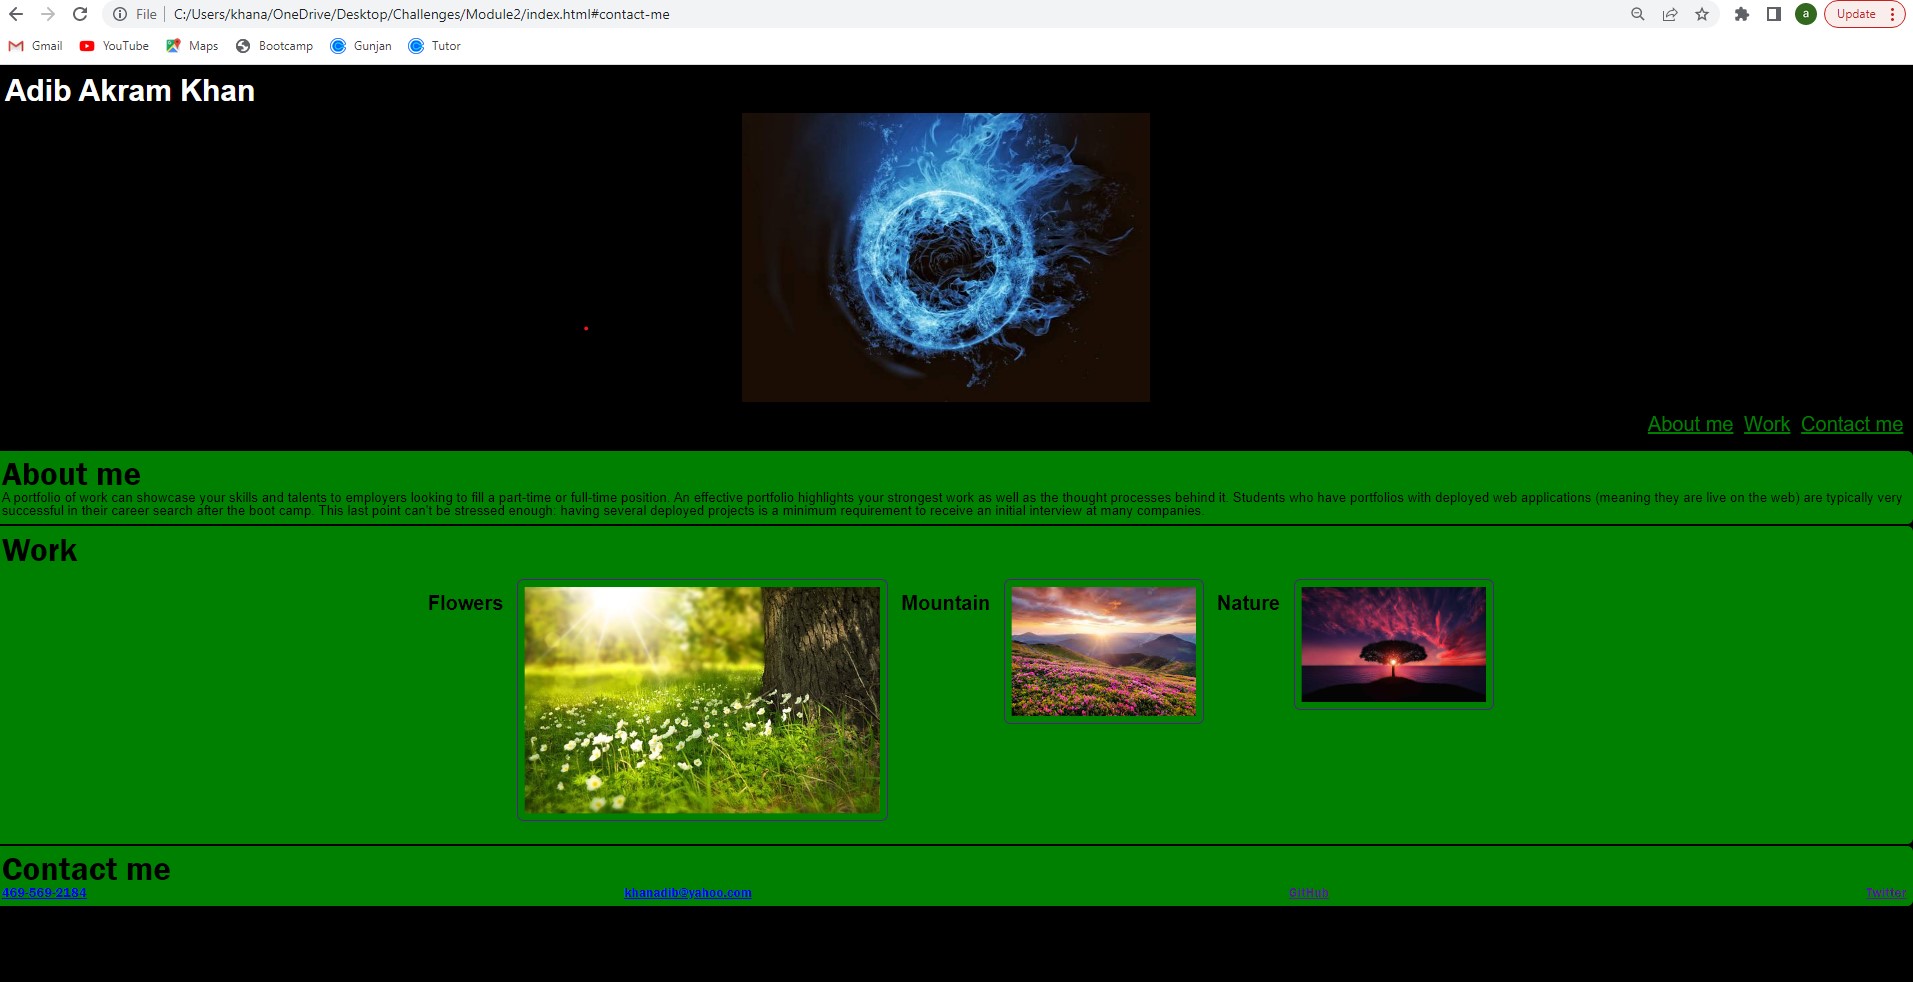 File C:/Users/khana/OneDrive/Desktop/Challenges/Module2/index.html#contact-me
a Update
Gmail YouTube Maps Bootcamp Gunjan Tutor
Adib Akram Khan
About me Work Contact me
About me
A portfolio of work can showcase your skills and talents to employers looking to fill a part-time or full-time position. An effective portfolio highlights your strongest work as well as the thought processes behind it. Students who have portfolios with deployed web applications (meaning they are live on the web) are typically very
successful in their career search after the boot camp. This last point can't be stressed enough: having several deployed projects is a minimum requirement to receive an initial interview at many companies.
Work
Flowers Mountain Nature
Contact me
469-569-2184 khanadib@yahoo.com GitHub Twitter